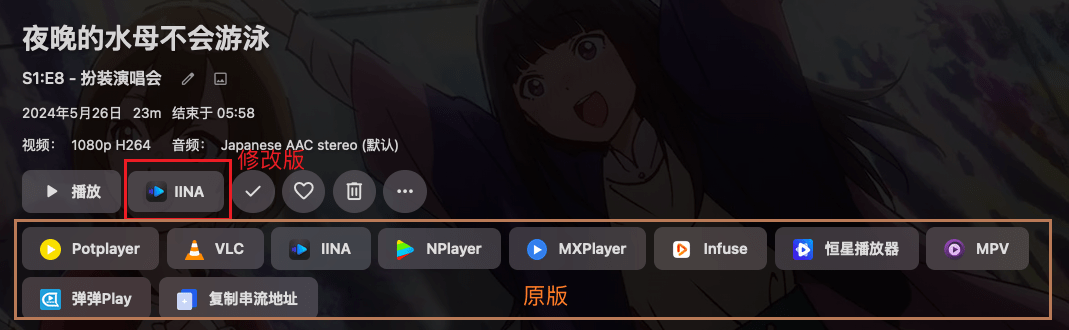 夜晚的水母不会游泳
S1:E8 - 扮装演唱会
2024年5月26日 23m 结束于 05:58
视频： 1080p H264 音频： Japanese AAC stereo (默认)
修改版
播放 IINA
Potplayer VLC IINA NPlayer MXPlayer Infuse 恒星播放器 MPV
弹弹Play 复制串流地址
原版